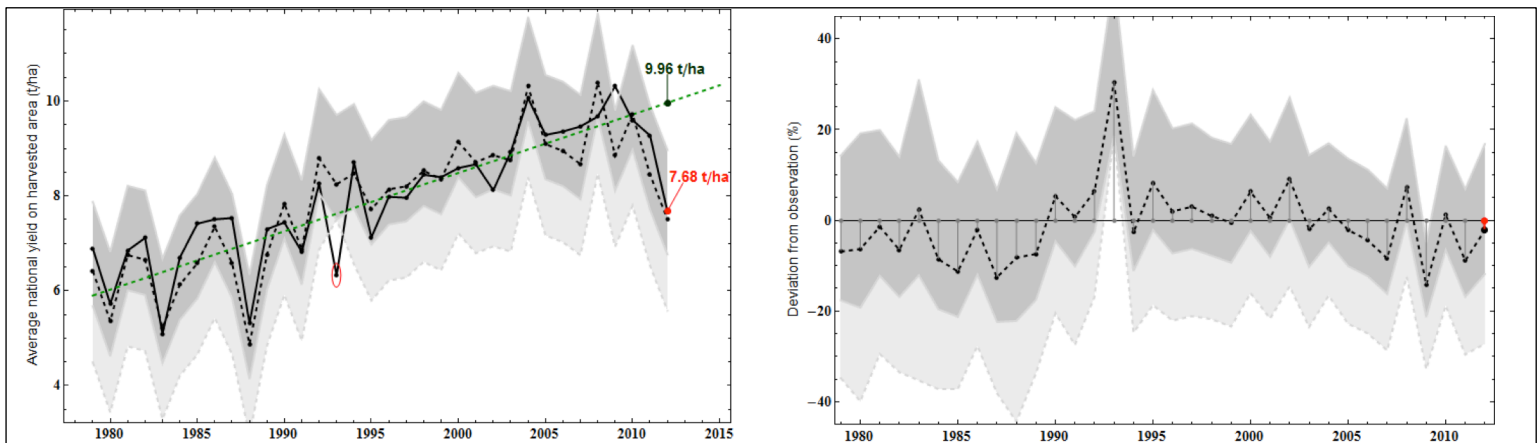 Average national yield on harvested area (t/ha)
10
8
6
4
9.96 t/ha
7.68 t/ha
1980 1985 1990 1995 2000 2005 2010 2015
Deviation from observation (%)
40
20
0
−20
−40
1980 1985 1990 1995 2000 2005 2010